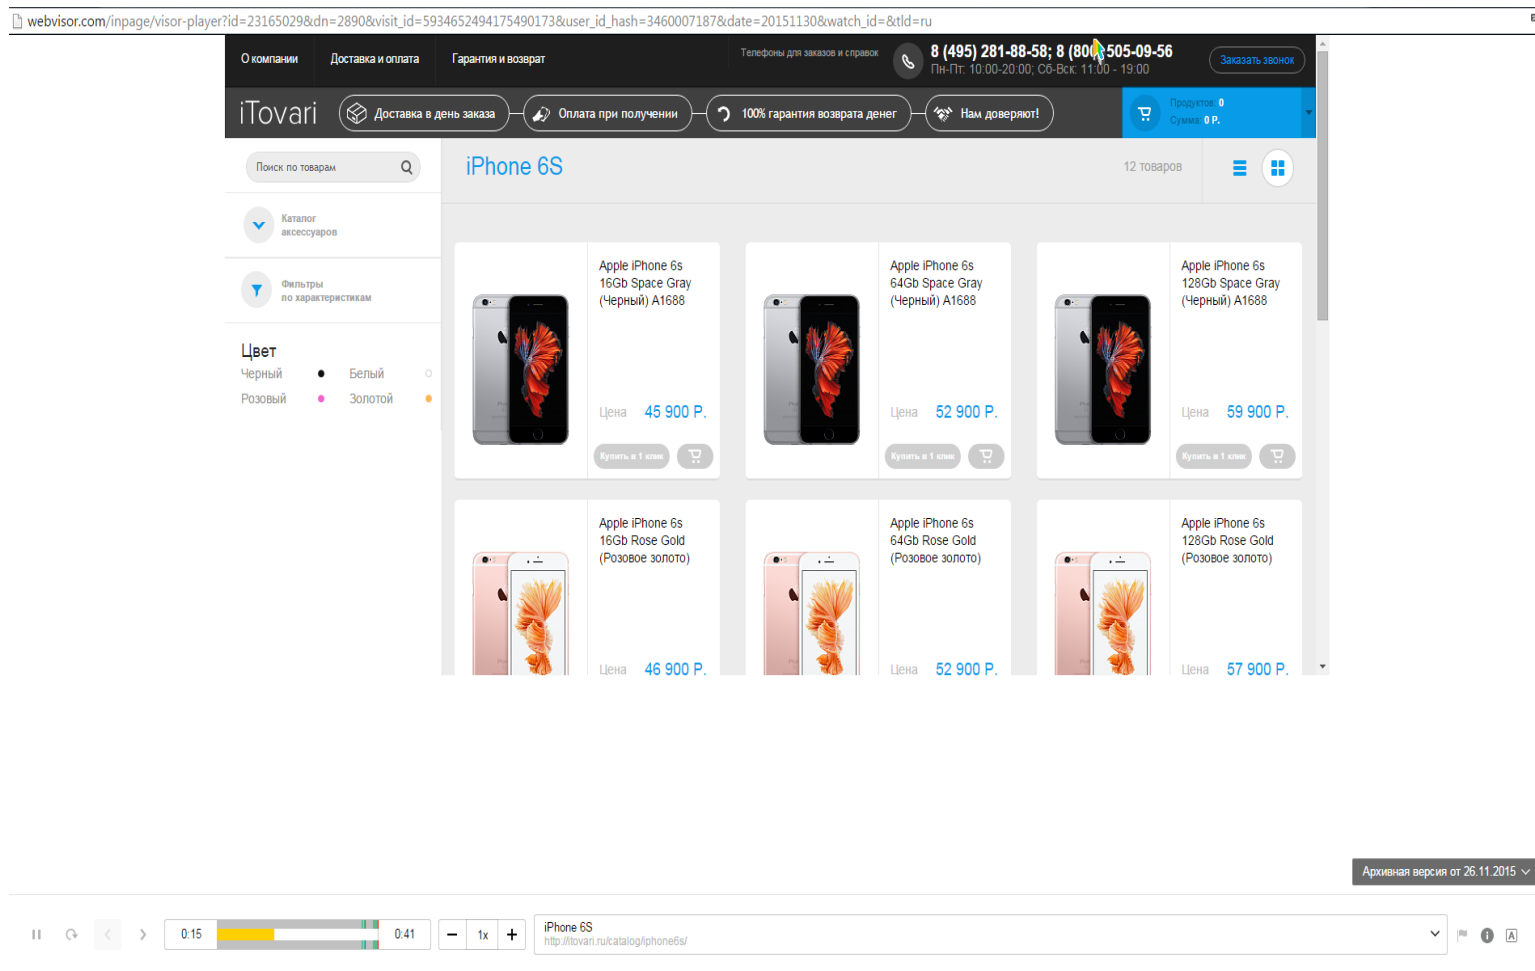 webvisor.com/inpage/visor-player?id=23165029&dn=2890&visit_id=5934652494175490173&user_id_hash=3460007187&date=20151130&watch_id=&tld=ru
О компании
Доставка и оплата
Гарантия и возврат
Телефоны для заказов и справок
8 (495) 281-88-58; 8 (800) 505-09-56
Пн-Пт: 10:00-20:00; Сб-Вск: 11:00 - 19:00
Заказать звонок
iTovari
Доставка в день заказа
Оплата при получении
100% гарантия возврата денег
Нам доверяют!
Продуктов: 0
Сумма: 0 Р.
Поиск по товарам
iPhone 6S
12 товаров
Каталог
аксессуаров
Фильтры
по характеристикам
Цвет
Черный
Белый
Розовый
Золотой
Apple iPhone 6s
16Gb Space Gray
(Черный) A1688
Цена 45 900 Р.
Купить в 1 клик
Apple iPhone 6s
64Gb Space Gray
(Черный) A1688
Цена 52 900 Р.
Купить в 1 клик
Apple iPhone 6s
128Gb Space Gray
(Черный) A1688
Цена 59 900 Р.
Купить в 1 клик
Apple iPhone 6s
16Gb Rose Gold
(Розовое золото)
Цена 46 900 Р.
Apple iPhone 6s
64Gb Rose Gold
(Розовое золото)
Цена 52 900 Р.
Apple iPhone 6s
128Gb Rose Gold
(Розовое золото)
Цена 57 900 Р.
Архивная версия от 26.11.2015
0:15
0:41
1x
iPhone 6S
http://itovari.ru/catalog/iphone6s/
A